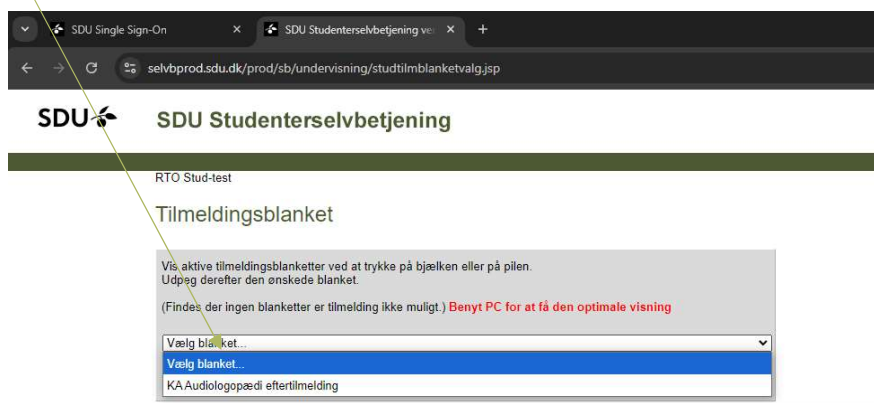 SDU Single Sign-On
SDU Studenterselvbetjening ve
selvbprod.sdu.dk/prod/sb/undervisning/studtilmblanketvalg.jsp
SDU
SDU Studenterselvbetjening
RTO Stud-test
Tilmeldingsblanket
Vis aktive tilmeldingsblanketter ved at trykke på bjælken eller på pilen.
Udpeg derefter den ønskede blanket.
(Findes der ingen blanketter er tilmelding ikke muligt.) Benyt PC for at få den optimale visning
Vælg blanket...
Vælg blanket...
KA Audiologopædi eftertilmelding